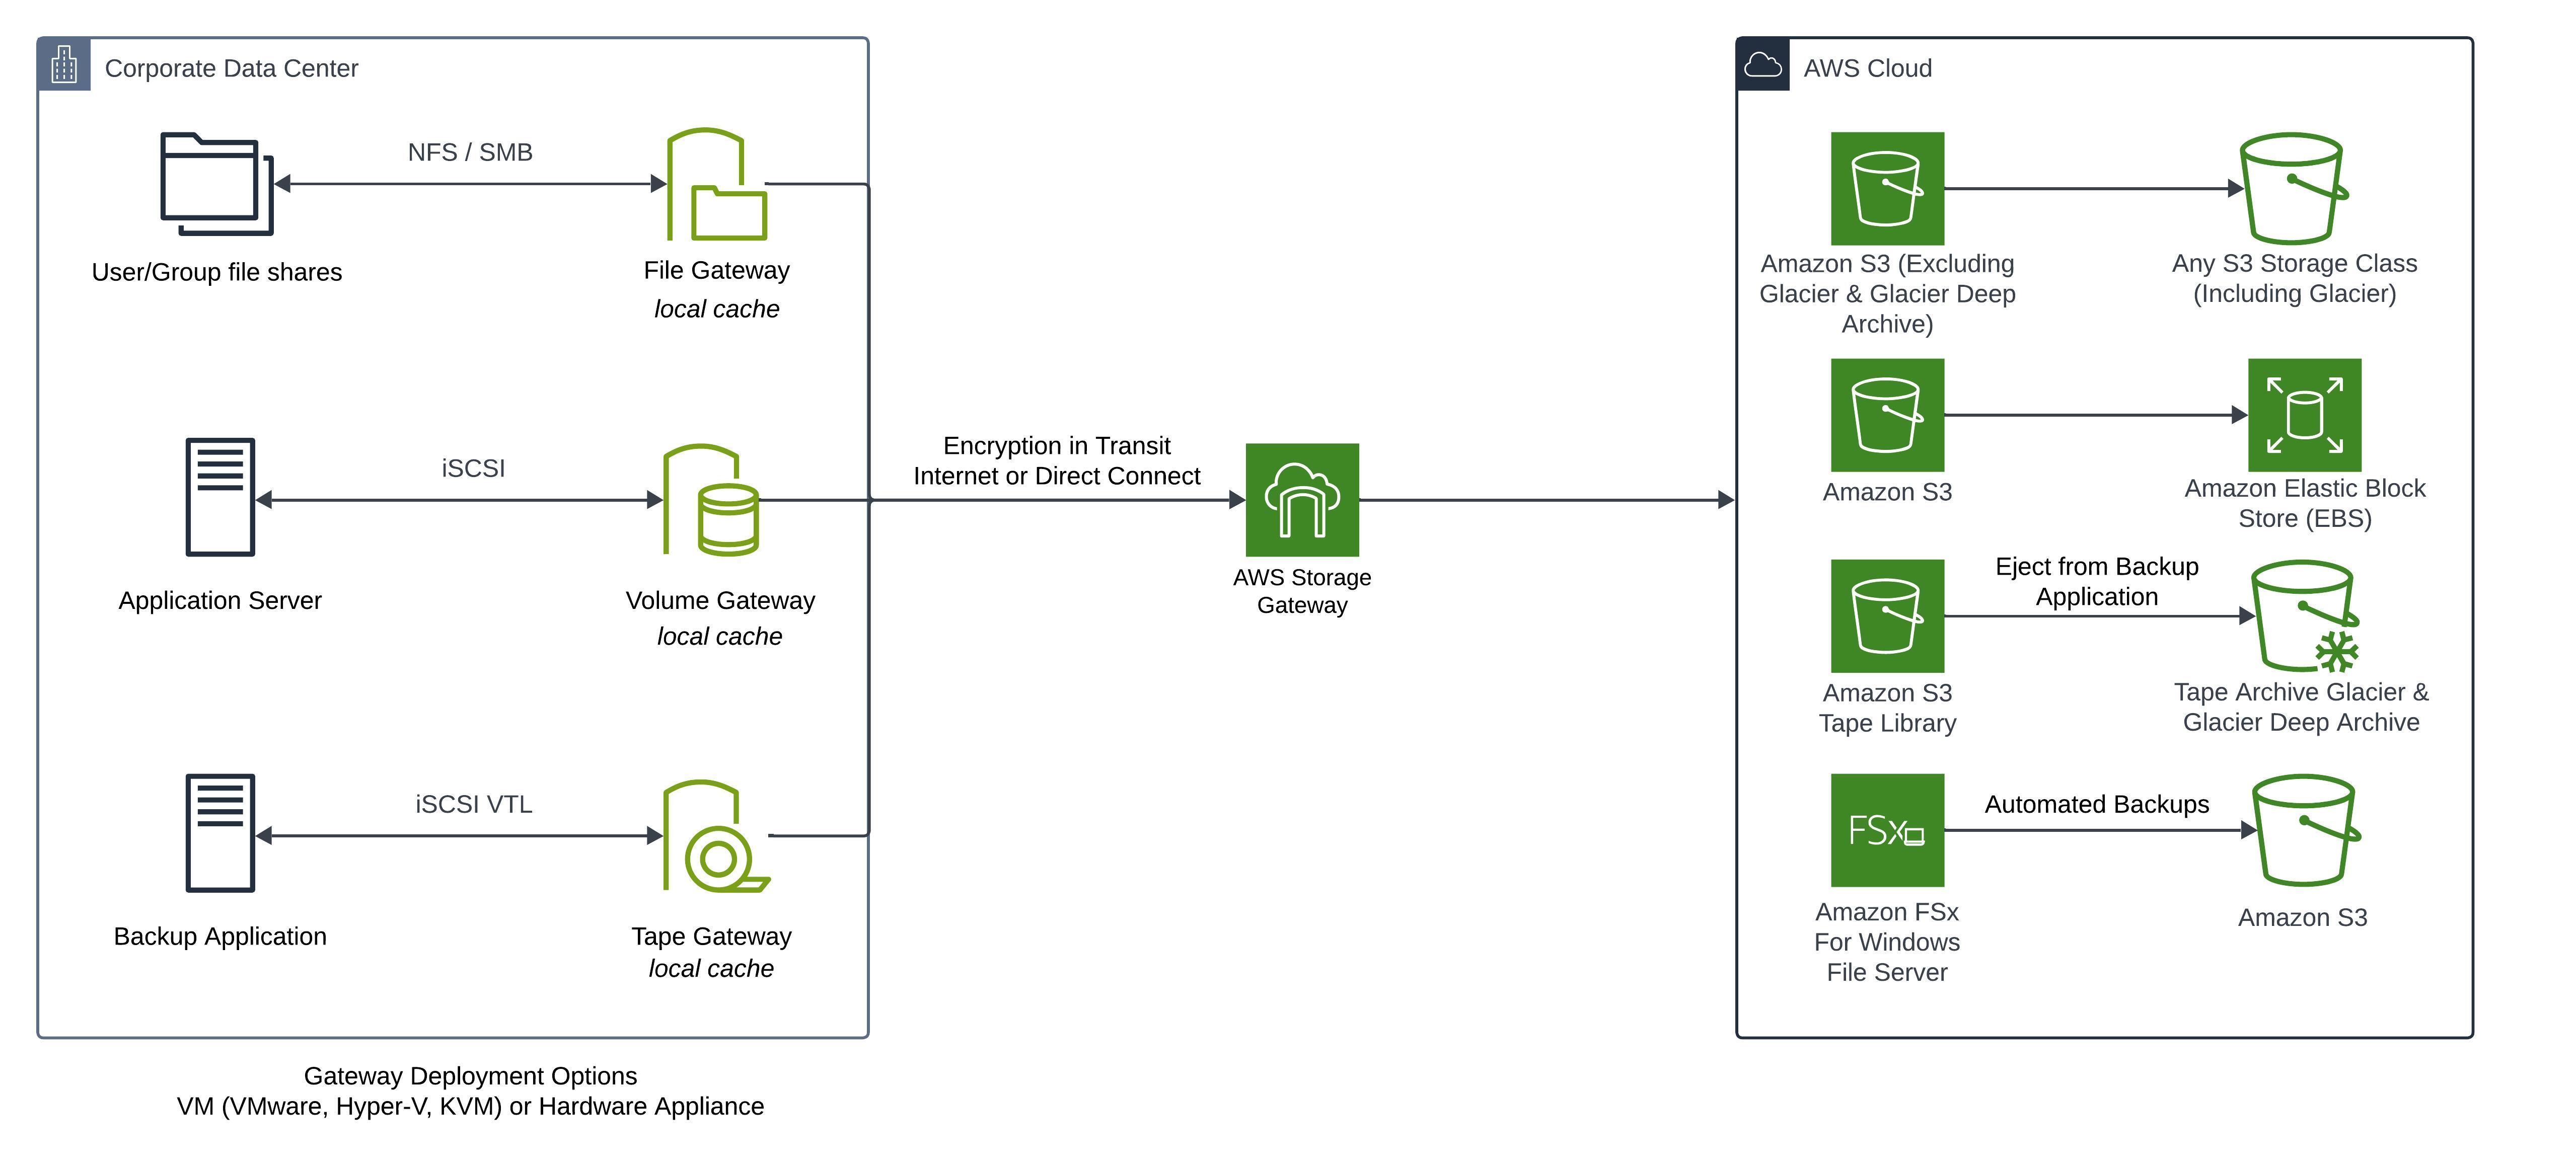 Corporate Data Center
NFS / SMB
User/Group file shares
File Gateway
local cache
iSCSI
Application Server
Volume Gateway
local cache
iSCSI VTL
Backup Application
Tape Gateway
local cache
Gateway Deployment Options
VM (VMware, Hyper-V, KVM) or Hardware Appliance
Encryption in Transit
Internet or Direct Connect
AWS Storage
Gateway
AWS Cloud
Amazon S3 (Excluding
Glacier & Glacier Deep
Archive)
Any S3 Storage Class
(Including Glacier)
Amazon S3
Amazon Elastic Block
Store (EBS)
Eject from Backup
Application
Amazon S3
Tape Library
Tape Archive Glacier &
Glacier Deep Archive
Automated Backups
FSx
Amazon FSx
For Windows
File Server
Amazon S3